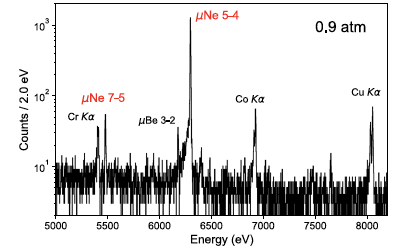 0.9 atm
μNe 5-4
μNe 7-5
Cr Kα
μBe 3-2
Co Kα
Cu Kα
Counts / 2.0 eV
10³
10²
10¹
5000 5500 6000 6500 7000 7500 8000
Energy (eV)